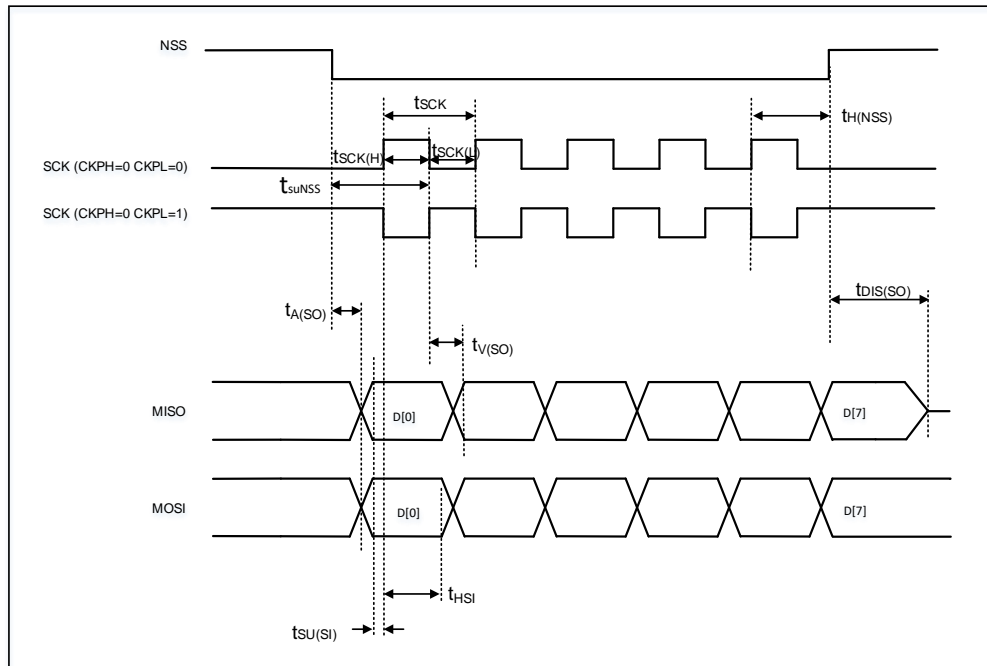 NSS
tSCK
tH(NSS)
tSCK(H)
tSCK(L)
SCK (CKPH=0 CKPL=0)
tsuNSS
SCK (CKPH=0 CKPL=1)
tDIS(SO)
tA(SO)
tV(SO)
MISO
D[0]
D[7]
MOSI
D[0]
D[7]
tHSI
tSU(SI)